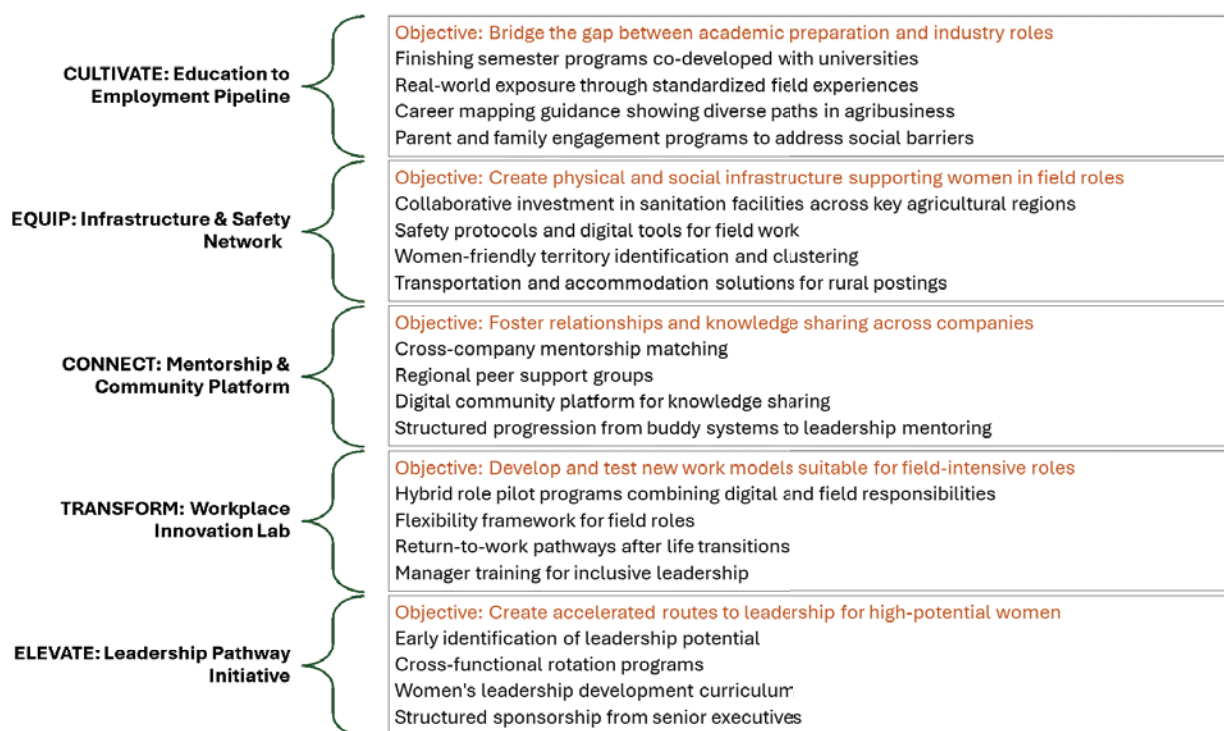 CULTIVATE: Education to
Employment Pipeline
Objective: Bridge the gap between academic preparation and industry roles
Finishing semester programs co-developed with universities
Real-world exposure through standardized field experiences
Career mapping guidance showing diverse paths in agribusiness
Parent and family engagement programs to address social barriers
EQUIP: Infrastructure & Safety
Network
Objective: Create physical and social infrastructure supporting women in field roles
Collaborative investment in sanitation facilities across key agricultural regions
Safety protocols and digital tools for field work
Women-friendly territory identification and clustering
Transportation and accommodation solutions for rural postings
CONNECT: Mentorship &
Community Platform
Objective: Foster relationships and knowledge sharing across companies
Cross-company mentorship matching
Regional peer support groups
Digital community platform for knowledge sharing
Structured progression from buddy systems to leadership mentoring
TRANSFORM: Workplace
Innovation Lab
Objective: Develop and test new work models suitable for field-intensive roles
Hybrid role pilot programs combining digital and field responsibilities
Flexibility framework for field roles
Return-to-work pathways after life transitions
Manager training for inclusive leadership
ELEVATE: Leadership Pathway
Initiative
Objective: Create accelerated routes to leadership for high-potential women
Early identification of leadership potential
Cross-functional rotation programs
Women's leadership development curriculum
Structured sponsorship from senior executives